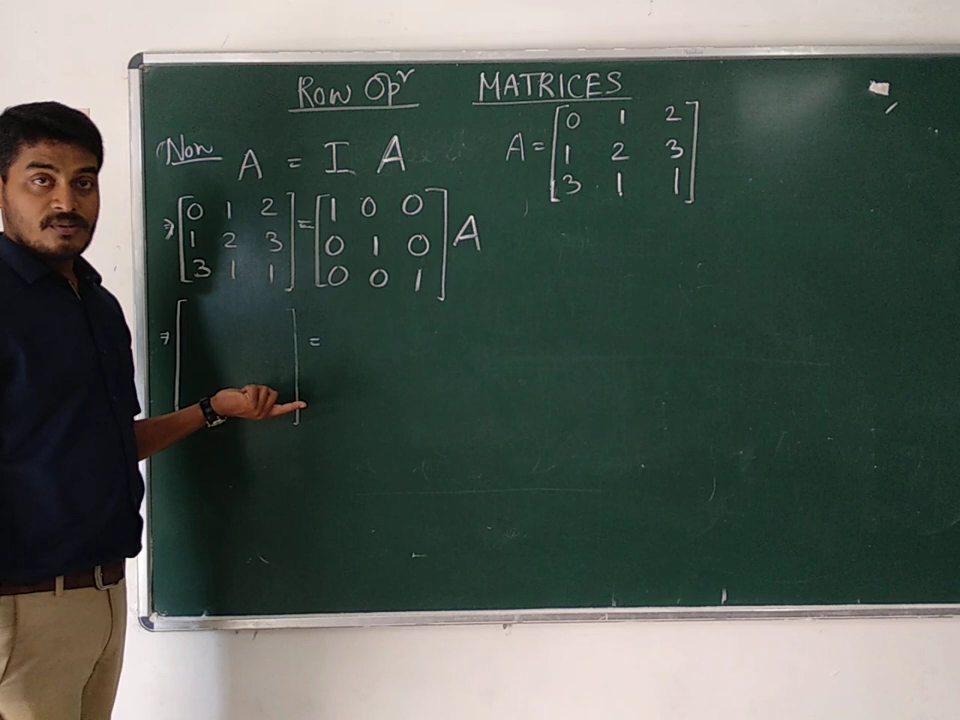 Row Opʳ MATRICES
Now A = I A
A = [0 1 2
1 2 3
3 1 1]
⇒ [0 1 2] = [1 0 0] A
[1 2 3] [0 1 0]
[3 1 1] [0 0 1]
⇒ [ ] =